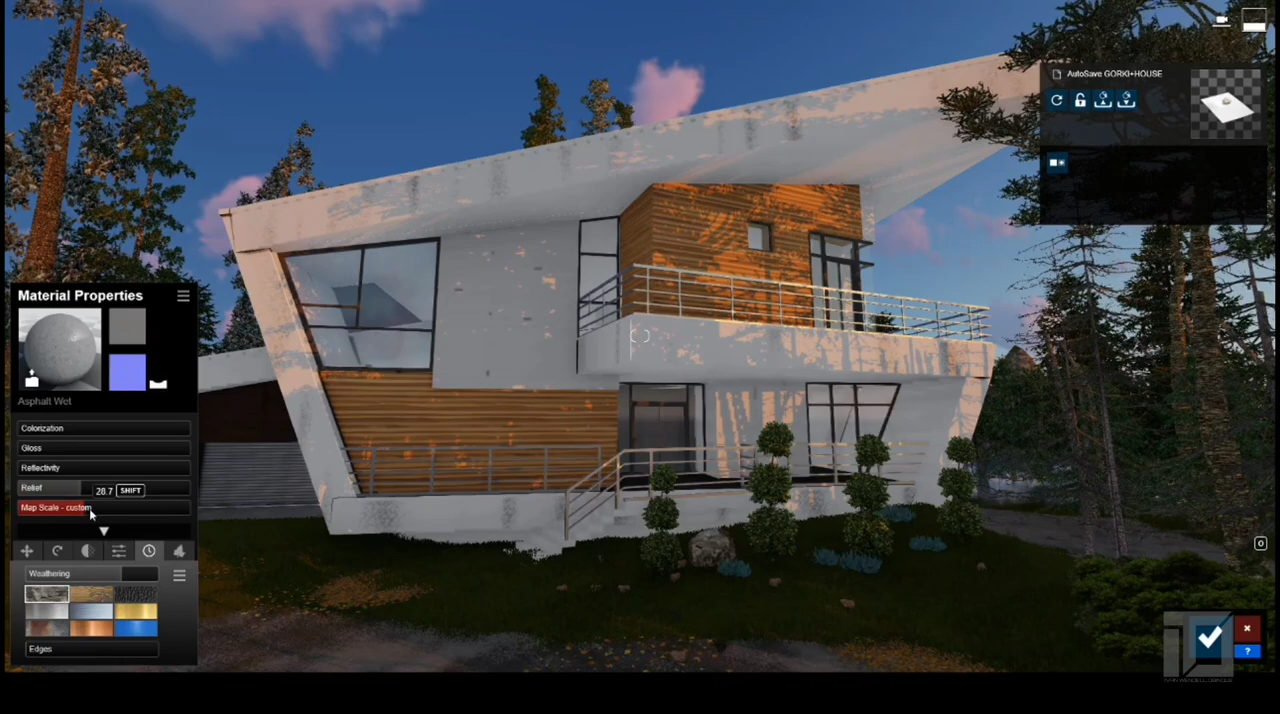 AutoSave GORKI+HOUSE
Material Properties
Asphalt Wet
Colorization
Gloss
Reflectivity
Relief
28.7 SHIFT
Map Scale - custom
Weathering
Edges
O
?